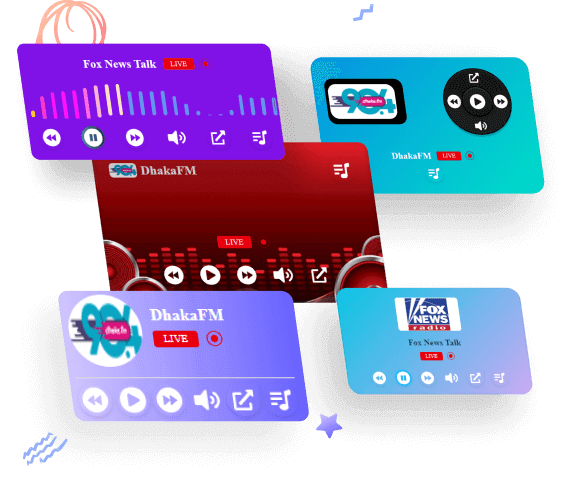 Fox News Talk LIVE
90.4
dhaka.fm
DhakaFM LIVE
90.4 DhakaFM
LIVE
90.4
dhaka.fm
DhakaFM
LIVE
FOX
NEWS
radio
Fox News Talk
LIVE